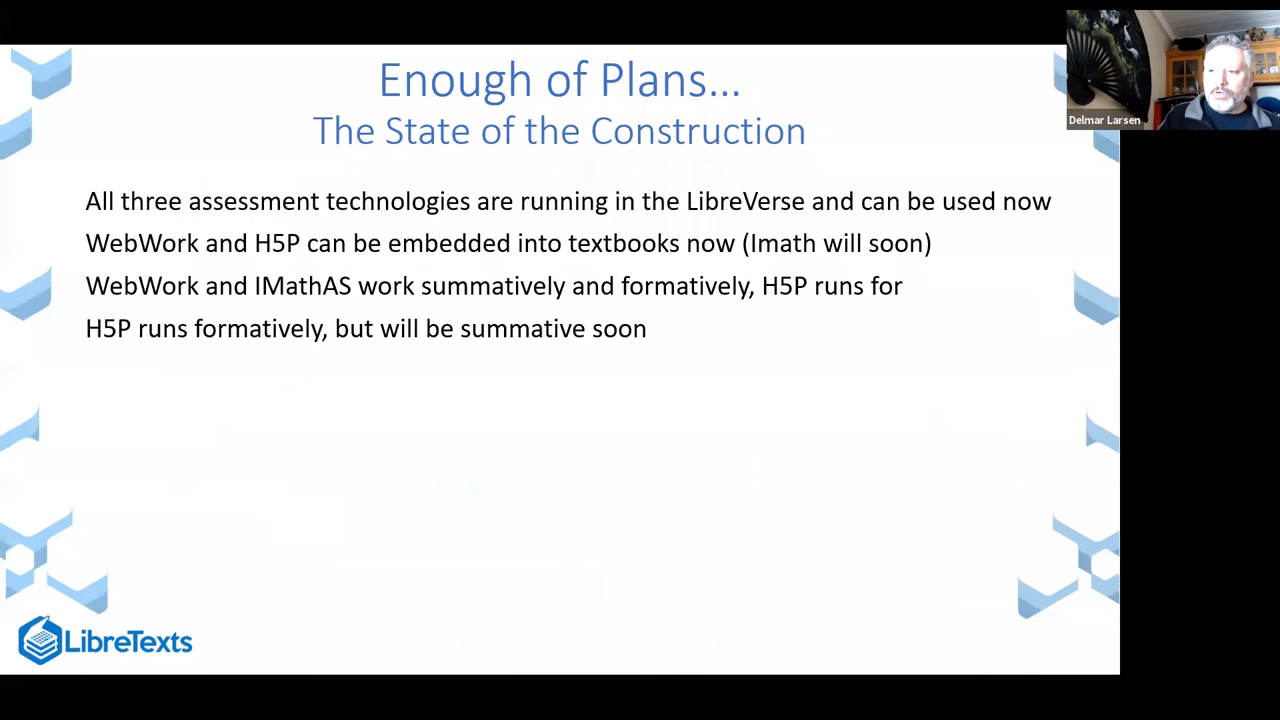 Enough of Plans...
The State of the Construction
All three assessment technologies are running in the LibreVerse and can be used now
WebWork and H5P can be embedded into textbooks now (Imath will soon)
WebWork and IMathAS work summatively and formatively, H5P runs for
H5P runs formatively, but will be summative soon
LibreTexts
Delmar Larsen